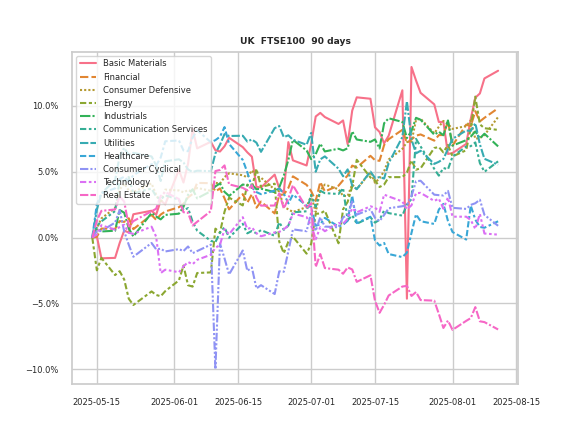 UK  FTSE100  90 days
Basic Materials
Financial
Consumer Defensive
Energy
Industrials
Communication Services
Utilities
Healthcare
Consumer Cyclical
Technology
Real Estate
10.0%
5.0%
0.0%
−5.0%
−10.0%
2025-05-15
2025-06-01
2025-06-15
2025-07-01
2025-07-15
2025-08-01
2025-08-15